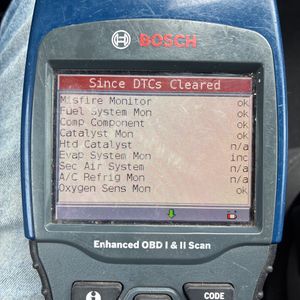 BOSCH
Since DTCs Cleared
Misfire Monitor ok
Fuel System Mon ok
Comp Component ok
Catalyst Mon ok
Htd Catalyst n/a
Evap System Mon inc
Sec Air System n/a
A/C Refrig Mon n/a
Oxygen Sens Mon ok
Enhanced OBD I & II Scan
CODE